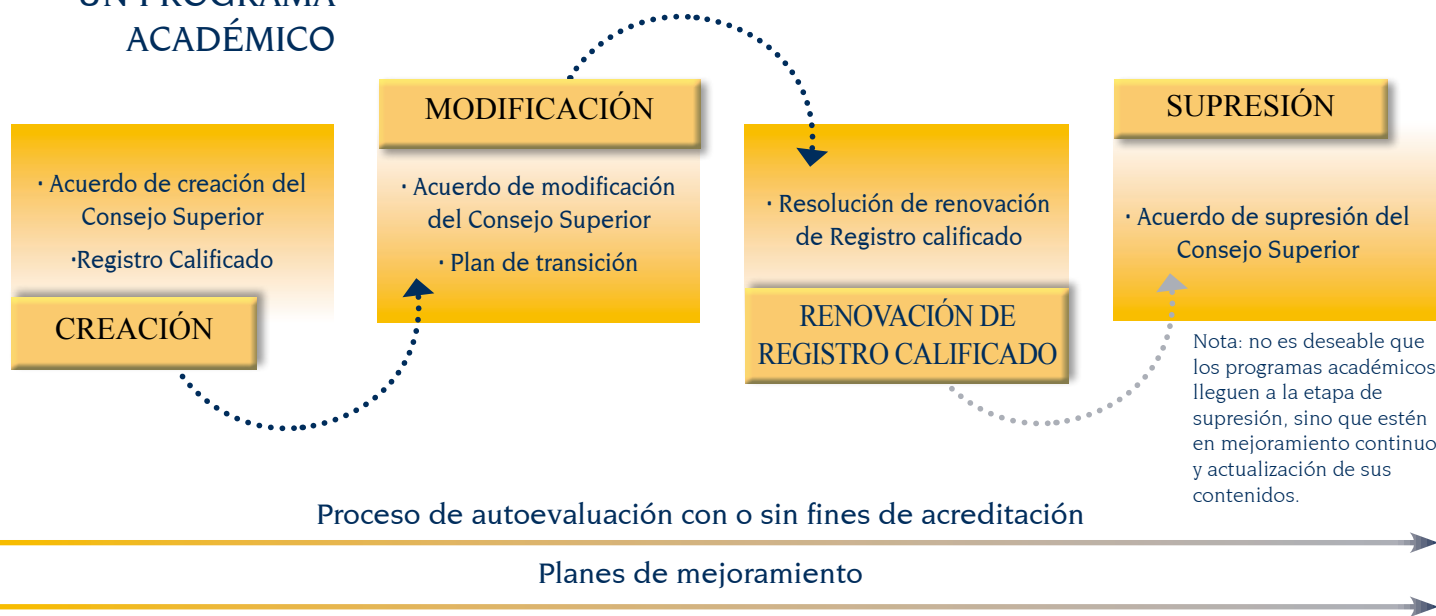 UN PROGRAMA
ACADÉMICO
· Acuerdo de creación del
Consejo Superior
·Registro Calificado
CREACIÓN
MODIFICACIÓN
· Acuerdo de modificación
del Consejo Superior
· Plan de transición
· Resolución de renovación
de Registro calificado
RENOVACIÓN DE
REGISTRO CALIFICADO
SUPRESIÓN
· Acuerdo de supresión del
Consejo Superior
Nota: no es deseable que
los programas académicos
lleguen a la etapa de
supresión, sino que estén
en mejoramiento continuo
y actualización de sus
contenidos.
Proceso de autoevaluación con o sin fines de acreditación
Planes de mejoramiento